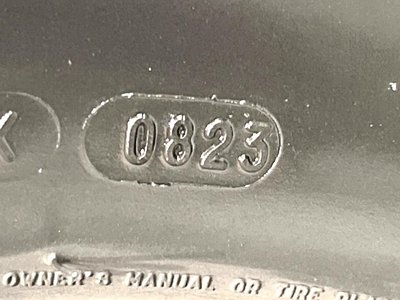 K 0823
OWNER'S MANUAL OR TIRE